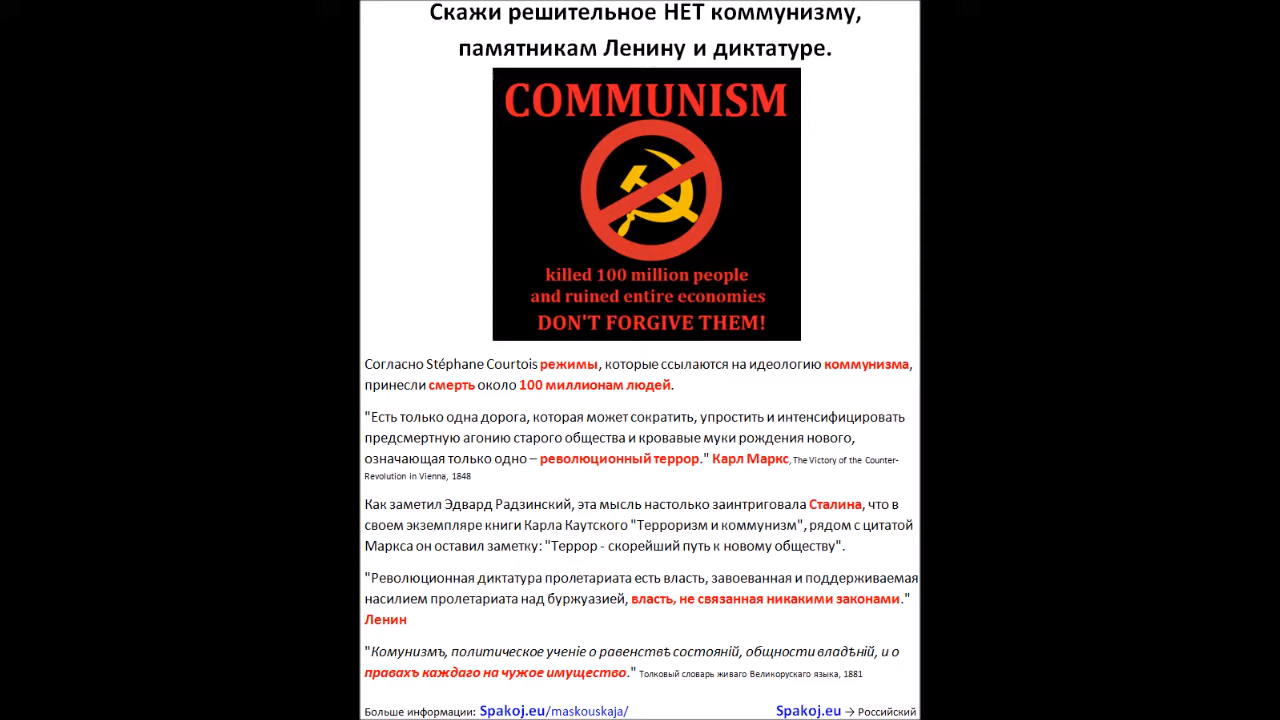 Скажи решительное НЕТ коммунизму,
памятникам Ленину и диктатуре.
COMMUNISM
killed 100 million people
and ruined entire economies
DON'T FORGIVE THEM!
Согласно Stéphane Courtois режимы, которые ссылаются на идеологию коммунизма,
принесли смерть около 100 миллионам людей.
"Есть только одна дорога, которая может сократить, упростить и интенсифицировать
предсмертную агонию старого общества и кровавые муки рождения нового,
означающая только одно – революционный террор." Карл Маркс, The Victory of the Counter-
Revolution in Vienna, 1848
Как заметил Эдвард Радзинский, эта мысль настолько заинтриговала Сталина, что в
своем экземпляре книги Карла Каутского "Терроризм и коммунизм", рядом с цитатой
Маркса он оставил заметку: "Террор - скорейший путь к новому обществу".
"Революционная диктатура пролетариата есть власть, завоеванная и поддерживаемая
насилием пролетариата над буржуазией, власть, не связанная никакими законами."
Ленин
"Комунизмъ, политическое ученіе о равенствѣ состояній, общности владѣній, и о
правахъ каждаго на чужое имущество." Толковый словарь живаго Великорускаго языка, 1881
Больше информации: Spakoj.eu/maskouskaja/
Spakoj.eu → Российский